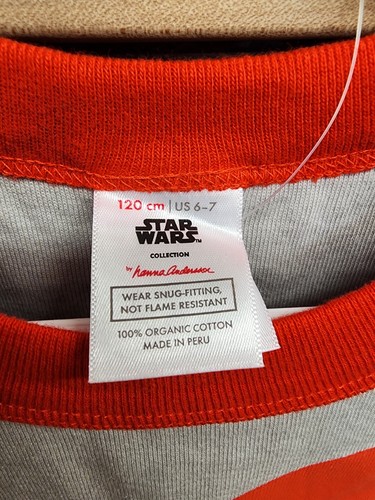 120 cm | US 6-7
STAR
WARS™
COLLECTION
by hanna Andersson
WEAR SNUG-FITTING,
NOT FLAME RESISTANT
100% ORGANIC COTTON
MADE IN PERU